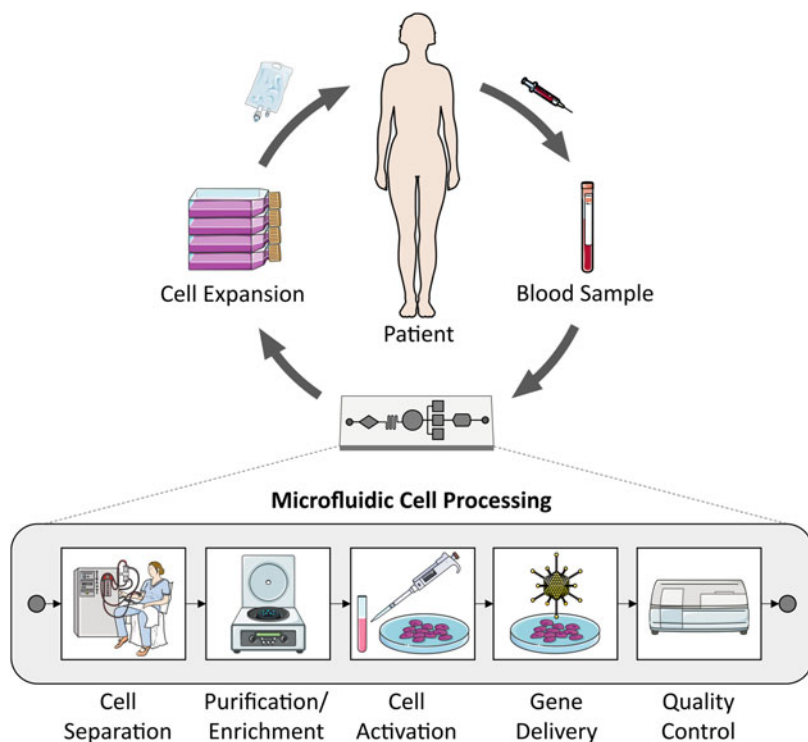 Cell Expansion
Blood Sample
Patient
Microfluidic Cell Processing
Cell
Separation
Purification/
Enrichment
Cell
Activation
Gene
Delivery
Quality
Control